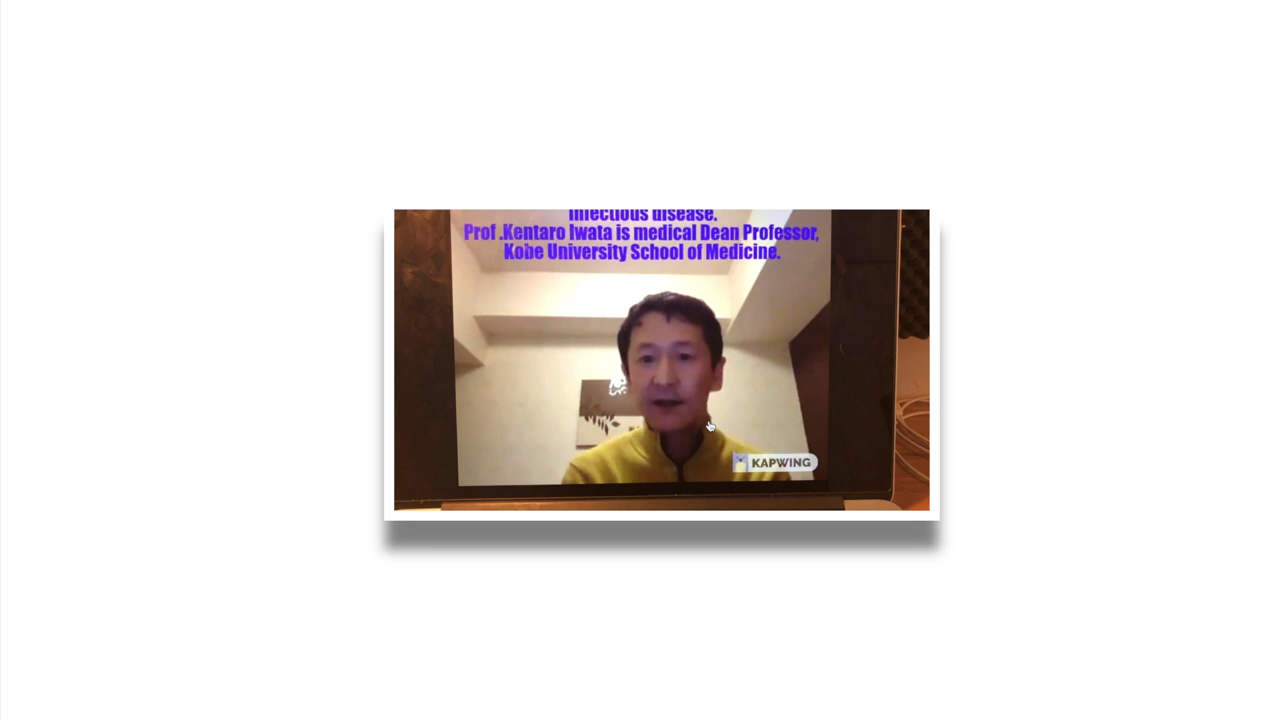 Infectious disease.
Prof .Kentaro Iwata is medical Dean Professor,
Kobe University School of Medicine.
KAPWING